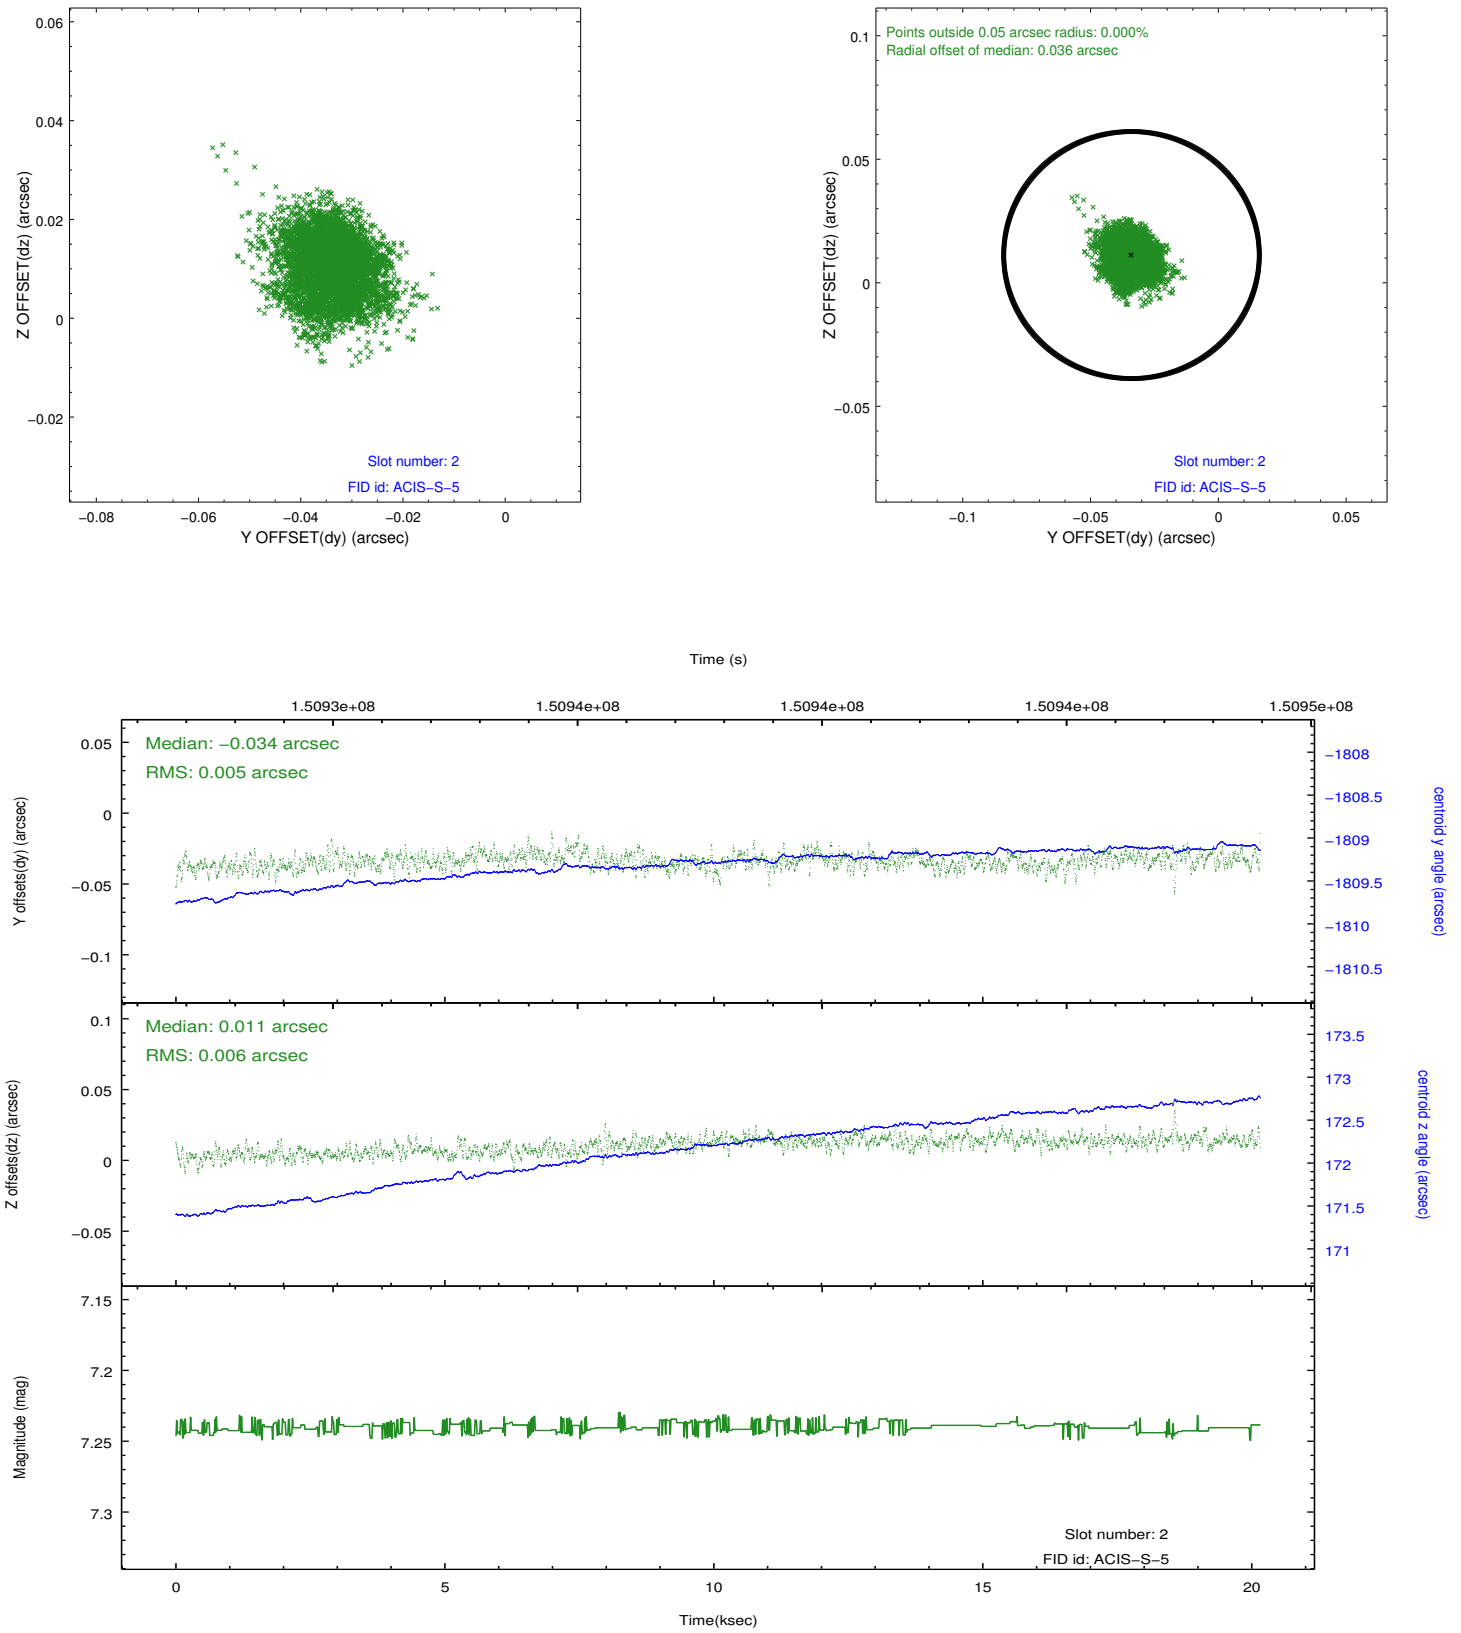 0.06
0.04
0.02
0
−0.02
Z OFFSET(dz) (arcsec)
Slot number: 2
FID id: ACIS−S−5
−0.08 −0.06 −0.04 −0.02 0
Y OFFSET(dy) (arcsec)
Points outside 0.05 arcsec radius: 0.000%
Radial offset of median: 0.036 arcsec
0.1
0.05
0
−0.05
Z OFFSET(dz) (arcsec)
Slot number: 2
FID id: ACIS−S−5
−0.1 −0.05 0 0.05
Y OFFSET(dy) (arcsec)
Time (s)
1.5093e+08 1.5094e+08 1.5094e+08 1.5094e+08 1.5095e+08
Median: −0.034 arcsec
RMS: 0.005 arcsec
0.05
0
−0.05
−0.1
Y offsets(dy) (arcsec)
−1808
−1808.5
−1809
−1809.5
−1810
−1810.5
centroid y angle (arcsec)
Median: 0.011 arcsec
RMS: 0.006 arcsec
0.1
0.05
0
−0.05
Z offsets(dz) (arcsec)
173.5
173
172.5
172
171.5
171
centroid z angle (arcsec)
7.15
7.2
7.25
7.3
Magnitude (mag)
Slot number: 2
FID id: ACIS−S−5
0 5 10 15 20
Time(ksec)